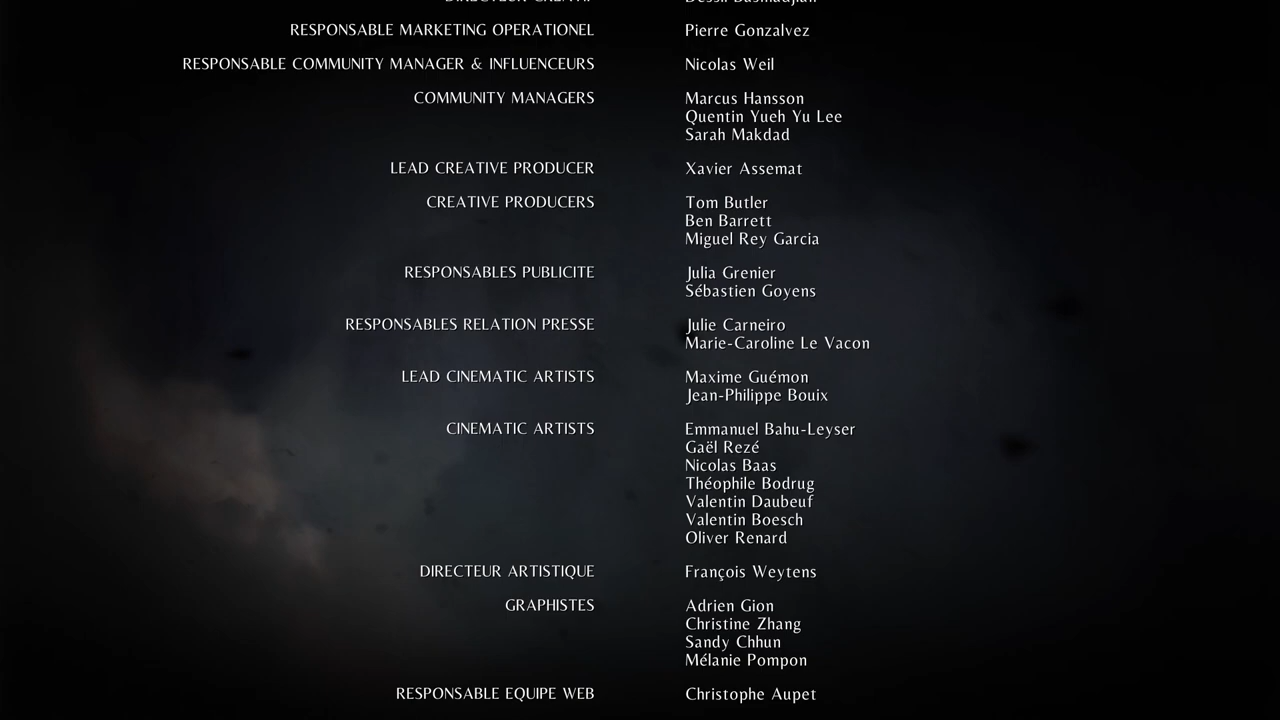 RESPONSABLE MARKETING OPERATIONEL Pierre Gonzalvez
RESPONSABLE COMMUNITY MANAGER & INFLUENCEURS Nicolas Weil
COMMUNITY MANAGERS Marcus Hansson
Quentin Yueh Yu Lee
Sarah Makdad
LEAD CREATIVE PRODUCER Xavier Assemat
CREATIVE PRODUCERS Tom Butler
Ben Barrett
Miguel Rey Garcia
RESPONSABLES PUBLICITE Julia Grenier
Sébastien Goyens
RESPONSABLES RELATION PRESSE Julie Carneiro
Marie-Caroline Le Vacon
LEAD CINEMATIC ARTISTS Maxime Guémon
Jean-Philippe Bouix
CINEMATIC ARTISTS Emmanuel Bahu-Leyser
Gaël Rezé
Nicolas Baas
Théophile Bodrug
Valentin Daubeuf
Valentin Boesch
Oliver Renard
DIRECTEUR ARTISTIQUE François Weytens
GRAPHISTES Adrien Gion
Christine Zhang
Sandy Chhun
Mélanie Pompon
RESPONSABLE EQUIPE WEB Christophe Aupet